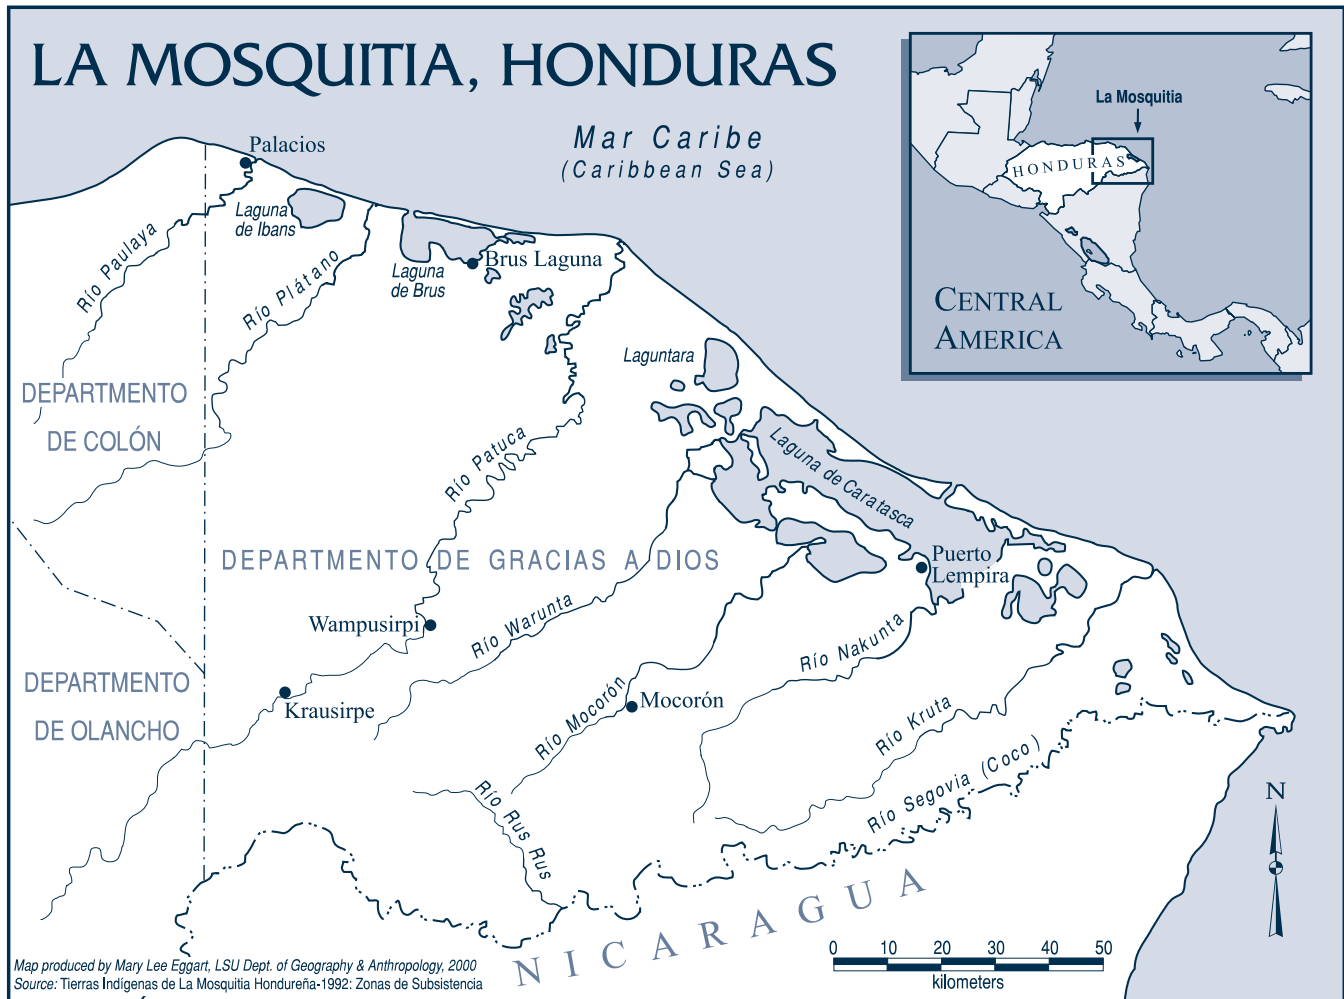 LA MOSQUITIA, HONDURAS
Mar Caribe
(Caribbean Sea)
La Mosquitia
HONDURAS
CENTRAL
AMERICA
Palacios
Laguna
de Ibans
Río Paulaya
Río Plátano
Laguna
de Brus
Brus Laguna
Laguntara
DEPARTMENTO
DE COLÓN
Río Patuca
Laguna de Caratasca
DEPARTMENTO DE GRACIAS A DIOS
Puerto
Lempira
Wampusirpi
Río Warunta
Río Nakunta
DEPARTMENTO
DE OLANCHO
Krausirpe
Río Mocorón
Mocorón
Río Kruta
Río Segovia (Coco)
Río Rus Rus
N
NICARAGUA
0 10 20 30 40 50
kilometers
Map produced by Mary Lee Eggart, LSU Dept. of Geography & Anthropology, 2000
Source: Tierras Indígenas de La Mosquitia Hondureña-1992: Zonas de Subsistencia